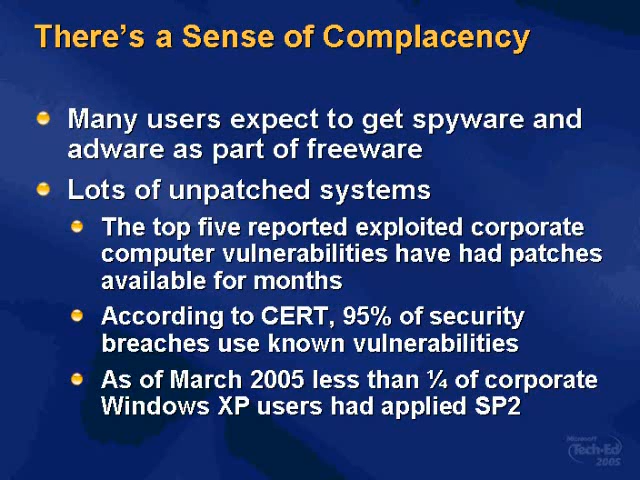 There's a Sense of Complacency
Many users expect to get spyware and
adware as part of freeware
Lots of unpatched systems
The top five reported exploited corporate
computer vulnerabilities have had patches
available for months
According to CERT, 95% of security
breaches use known vulnerabilities
As of March 2005 less than ¼ of corporate
Windows XP users had applied SP2
Microsoft
Tech·Ed
2005